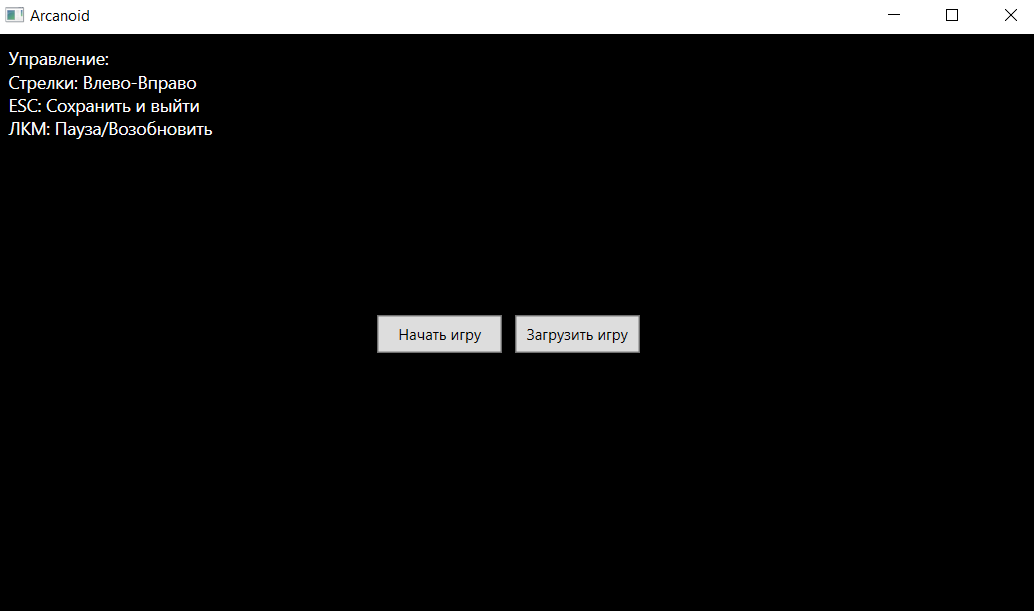 Arcanoid
Управление:
Стрелки: Влево-Вправо
ESC: Сохранить и выйти
ЛКМ: Пауза/Возобновить
Начать игру
Загрузить игру